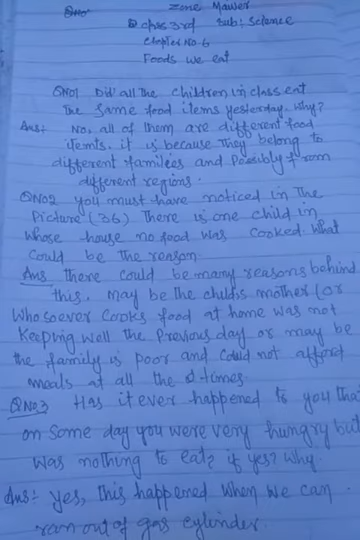 Zone Mawer
class 3rd Sub: Science
Chapter No. 6
Foods we eat
QNo1 Did all the children in class eat
the same food items yesterday. Why?
Ans: No, all of them are different food
items. it is because they belong to
different families and possibly from
different regions.
QNo2 you must have noticed in The
Picture (36) There is one child in
whose house no food was cooked. What
could be the reason.
Ans There could be many reasons behind
this. May be the child's mother (or
Whosoever cooks food at home was not
Keeping well the previous day or may be
the family is poor and could not afford
meals at all the times.
QNo3 Has it ever happened to you tha
on some day you were very hungry but
was nothing to eat? if yes? Why.
Ans: yes, this happened when we can
ran out of gas cylinder.